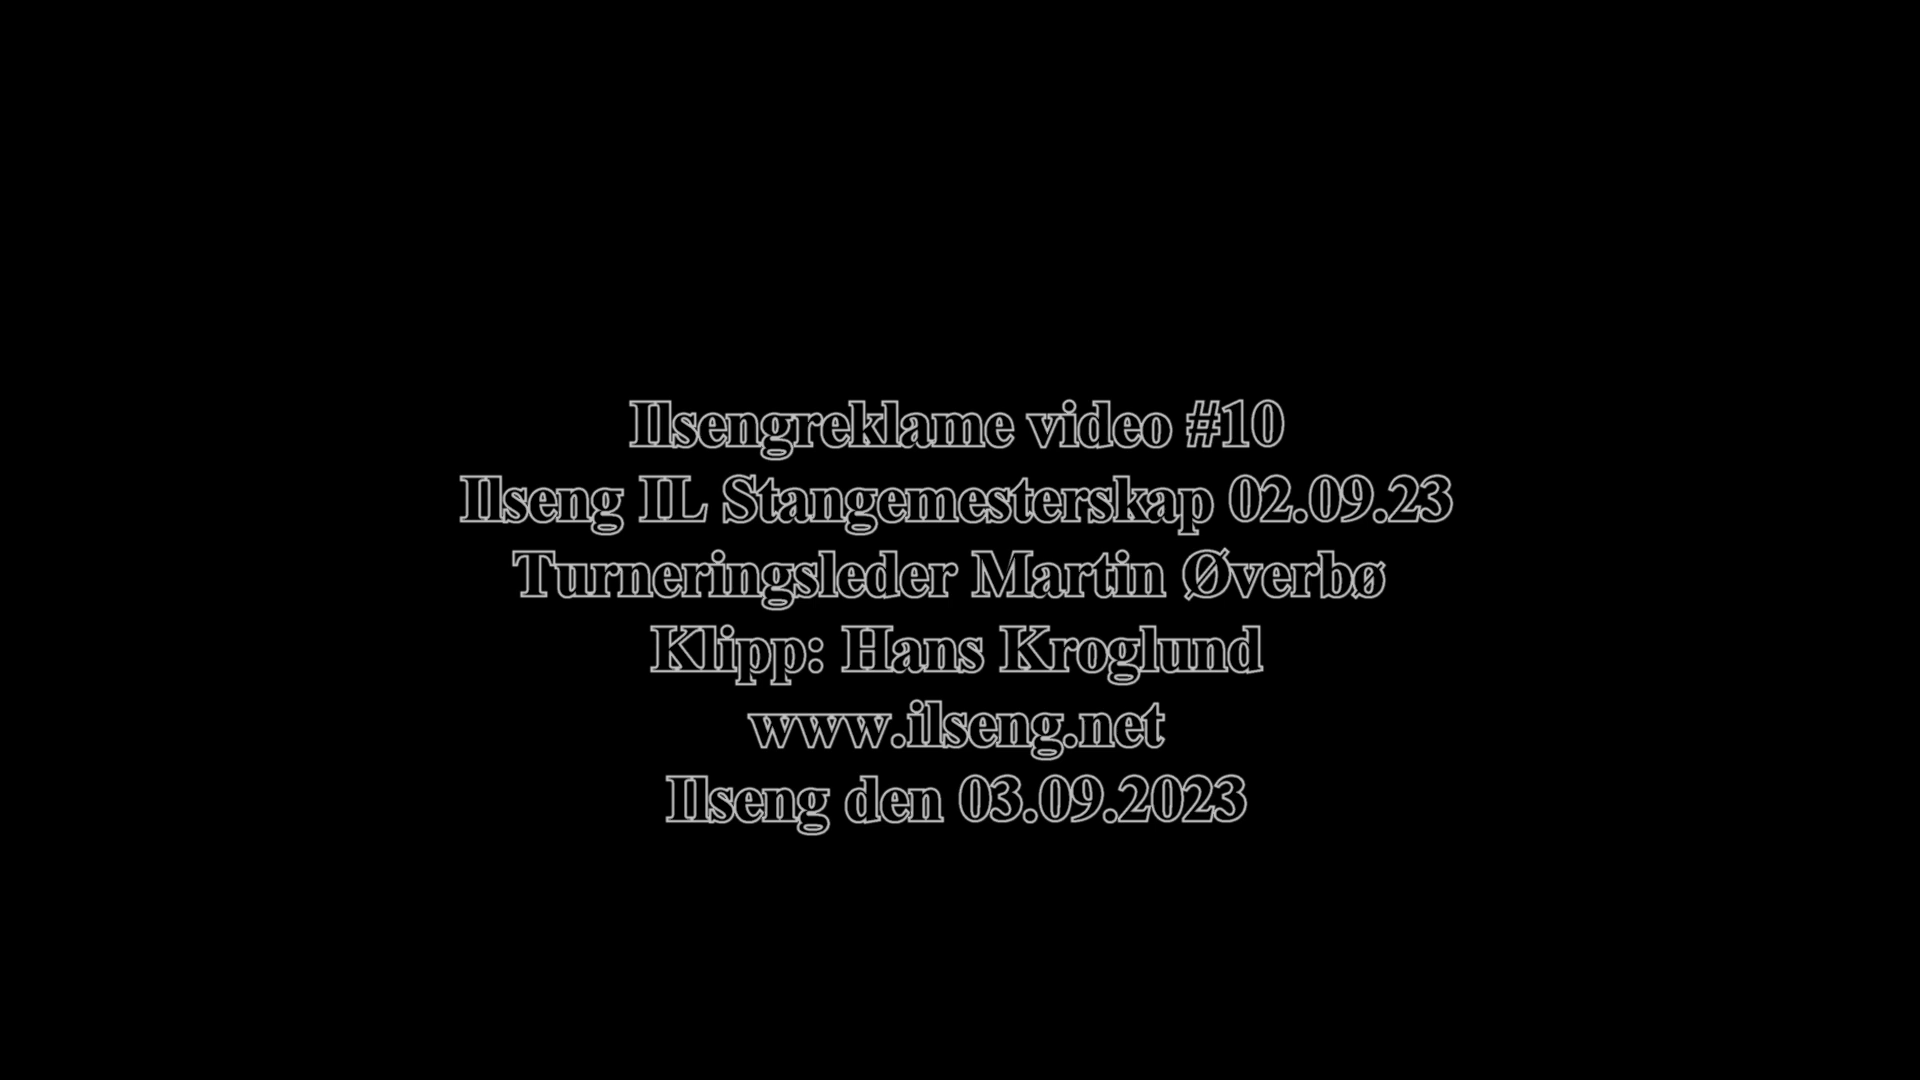 Ilsengreklame video #10
Ilseng IL Stangemesterskap 02.09.23
Turneringsleder Martin Øverbø
Klipp: Hans Kroglund
www.ilseng.net
Ilseng den 03.09.2023